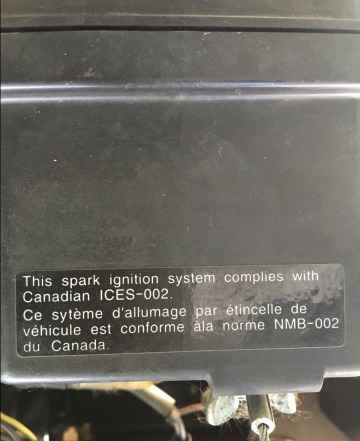 This spark ignition system complies with
Canadian ICES-002.
Ce sytème d'allumage par étincelle de
véhicule est conforme àla norme NMB-002
du Canada.